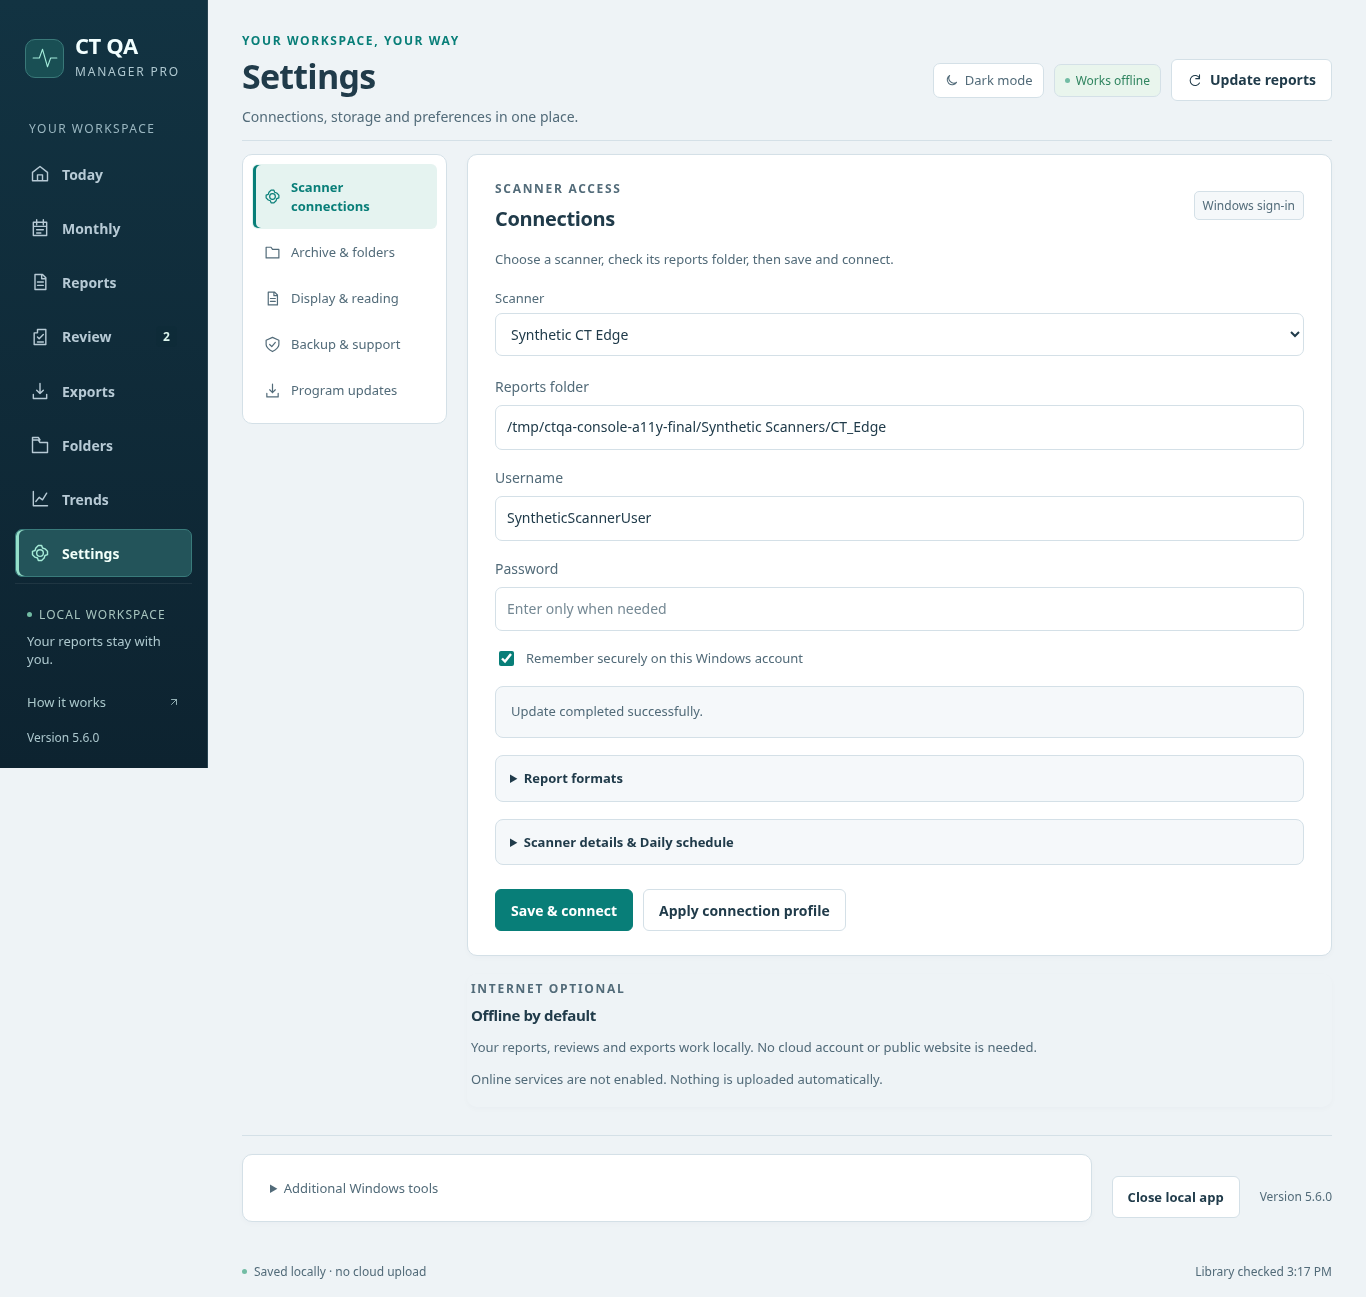 CT QA
MANAGER PRO
YOUR WORKSPACE
Today
Monthly
Reports
Review 2
Exports
Folders
Trends
Settings
LOCAL WORKSPACE
Your reports stay with
you.
How it works
Version 5.6.0
YOUR WORKSPACE, YOUR WAY
Settings
Connections, storage and preferences in one place.
Dark mode
Works offline
Update reports
Scanner
connections
Archive & folders
Display & reading
Backup & support
Program updates
SCANNER ACCESS
Connections
Windows sign-in
Choose a scanner, check its reports folder, then save and connect.
Scanner
Synthetic CT Edge
Reports folder
/tmp/ctqa-console-a11y-final/Synthetic Scanners/CT_Edge
Username
SyntheticScannerUser
Password
Enter only when needed
Remember securely on this Windows account
Update completed successfully.
Report formats
Scanner details & Daily schedule
Save & connect
Apply connection profile
INTERNET OPTIONAL
Offline by default
Your reports, reviews and exports work locally. No cloud account or public website is needed.
Online services are not enabled. Nothing is uploaded automatically.
Additional Windows tools
Close local app
Version 5.6.0
Saved locally · no cloud upload
Library checked 3:17 PM